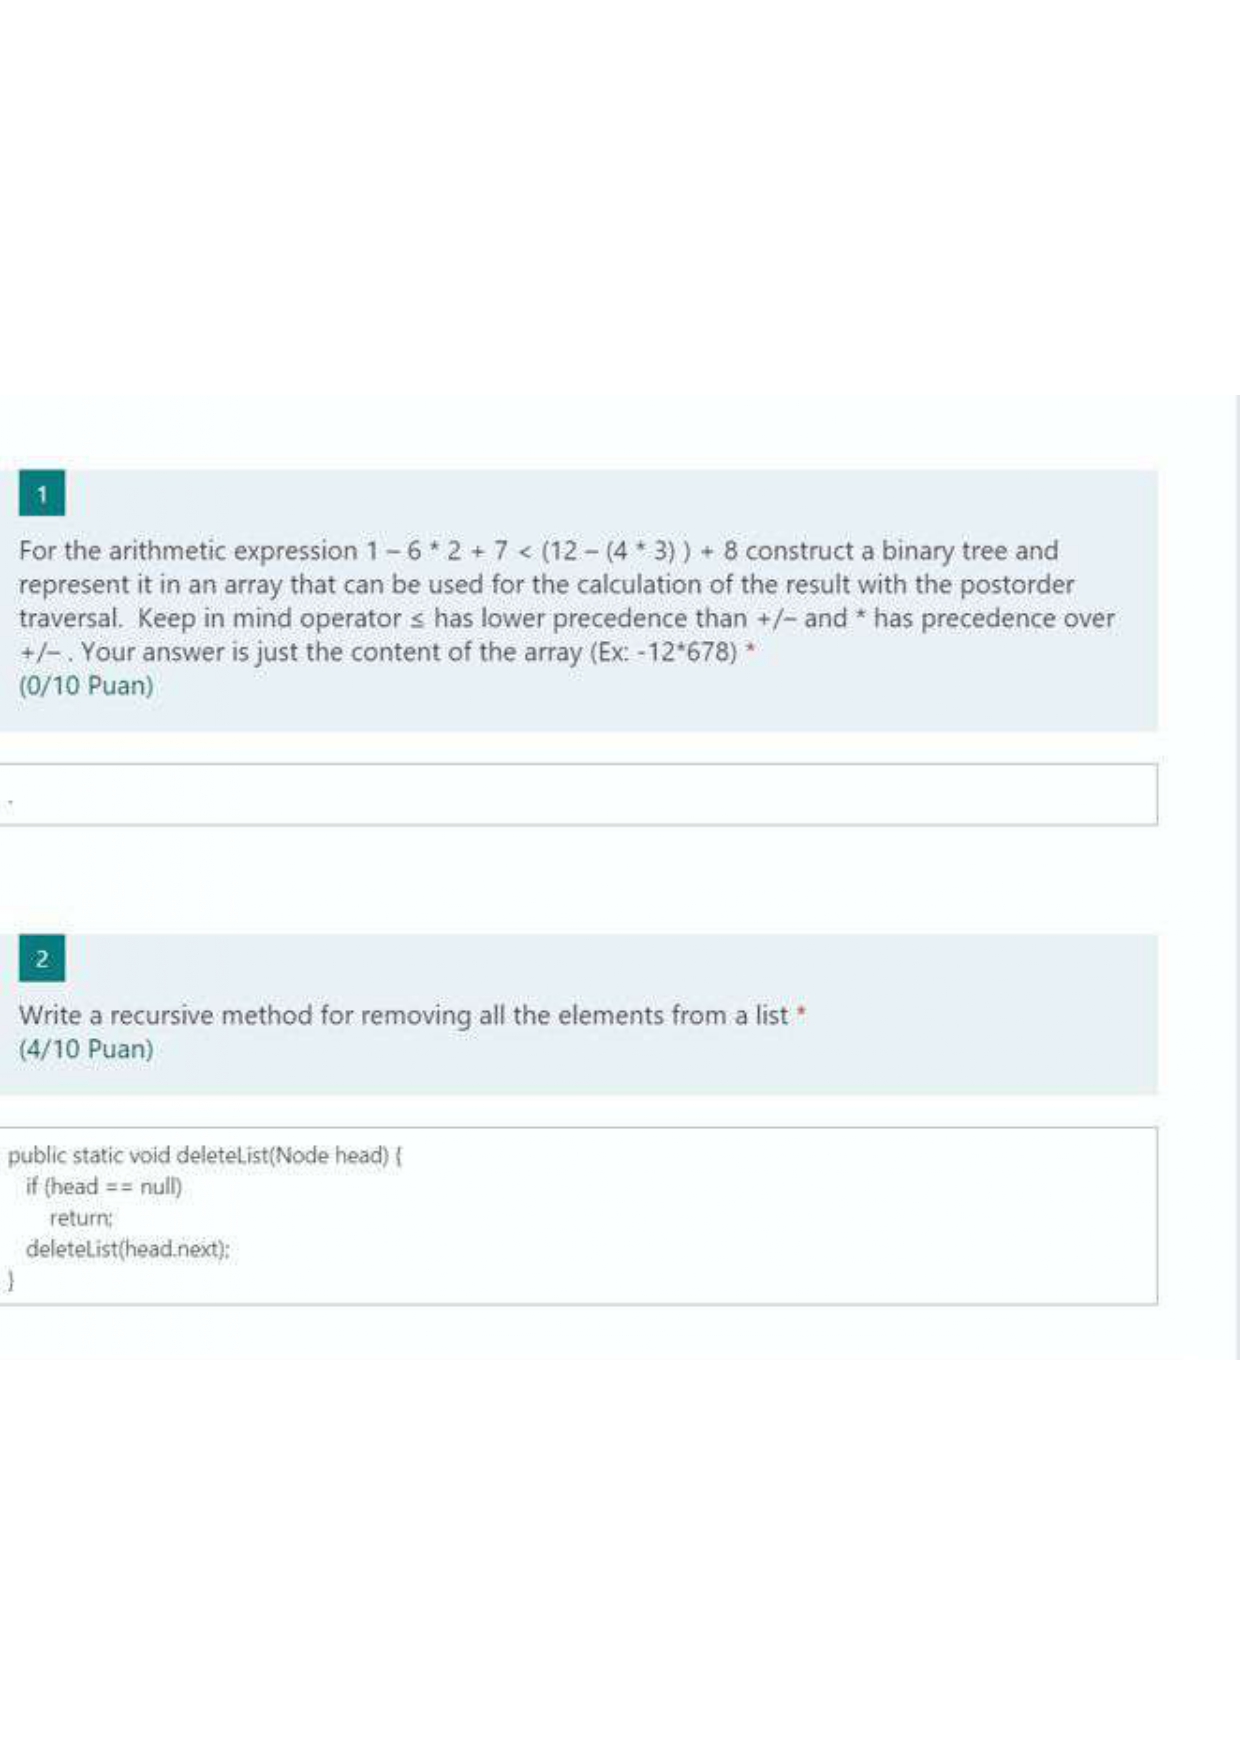 1
For the arithmetic expression 1 – 6 * 2 + 7 < (12 – (4 * 3) ) + 8 construct a binary tree and
represent it in an array that can be used for the calculation of the result with the postorder
traversal. Keep in mind operator ≤ has lower precedence than +/– and * has precedence over
+/– . Your answer is just the content of the array (Ex: -12*678) *
(0/10 Puan)
.
2
Write a recursive method for removing all the elements from a list *
(4/10 Puan)
public static void deleteList(Node head) {
if (head == null)
return;
deleteList(head.next);
}